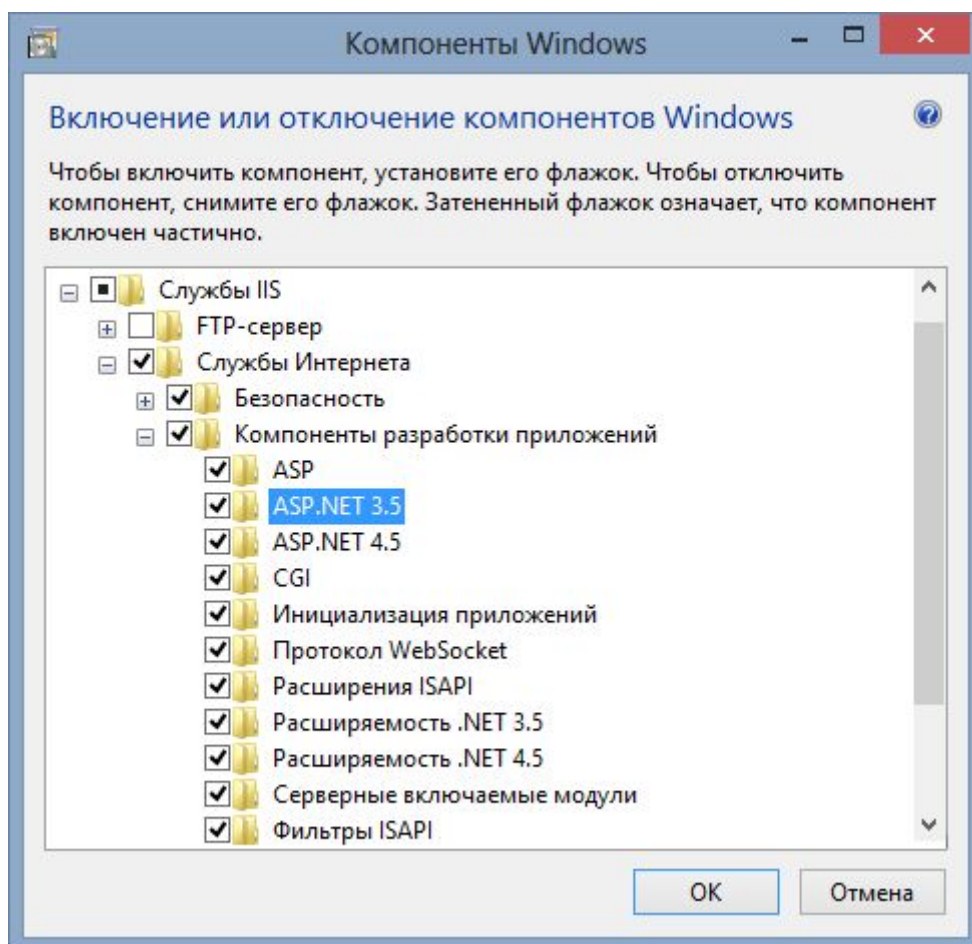 Компоненты Windows
Включение или отключение компонентов Windows
Чтобы включить компонент, установите его флажок. Чтобы отключить
компонент, снимите его флажок. Затененный флажок означает, что компонент
включен частично.
Службы IIS
FTP-сервер
Службы Интернета
Безопасность
Компоненты разработки приложений
ASP
ASP.NET 3.5
ASP.NET 4.5
CGI
Инициализация приложений
Протокол WebSocket
Расширения ISAPI
Расширяемость .NET 3.5
Расширяемость .NET 4.5
Серверные включаемые модули
Фильтры ISAPI
ОК
Отмена